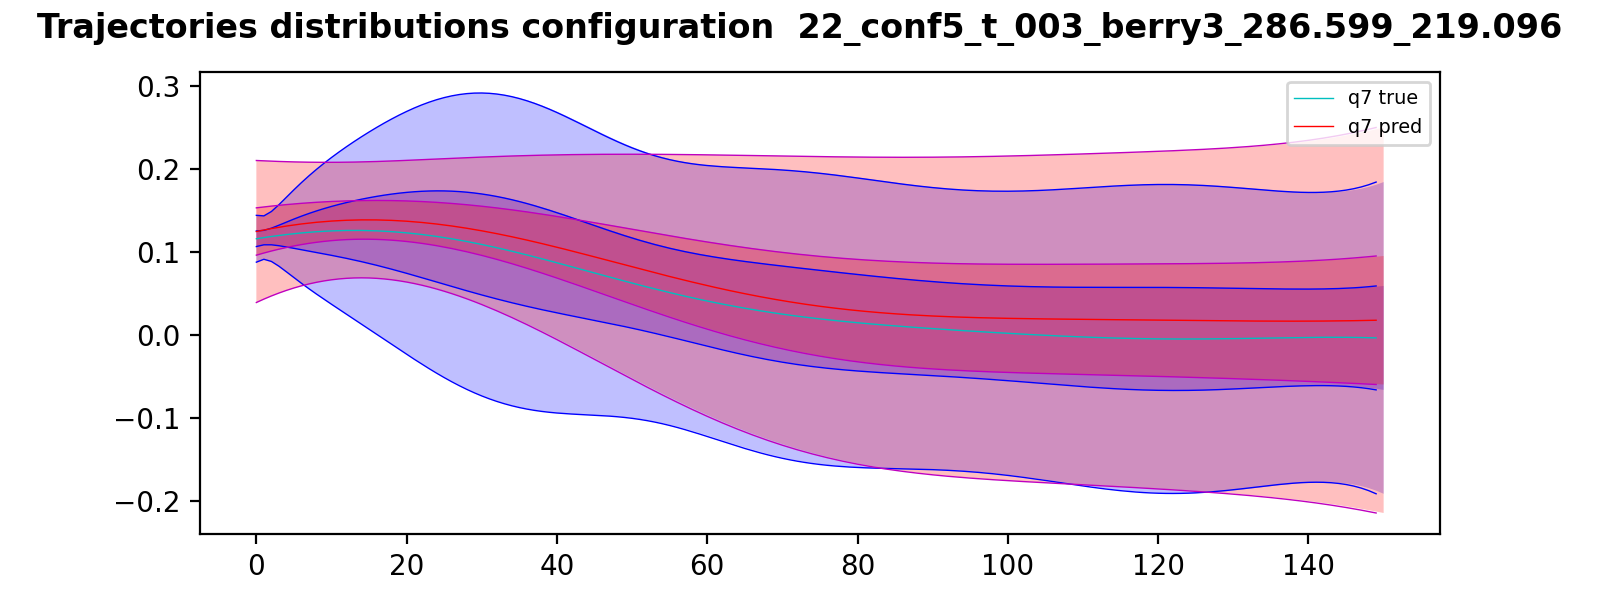 Trajectories distributions configuration  22_conf5_t_003_berry3_286.599_219.096
0.3
0.2
0.1
0.0
−0.1
−0.2
q7 true
q7 pred
0 20 40 60 80 100 120 140